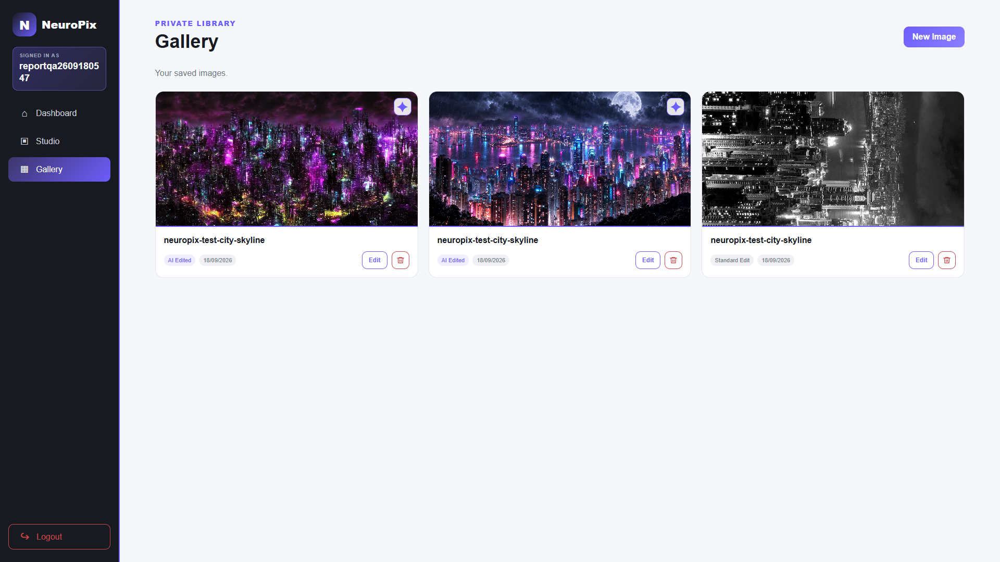 N NeuroPix
SIGNED IN AS
reportqa26091805
47
Dashboard
Studio
Gallery
Logout
PRIVATE LIBRARY
Gallery
New Image
Your saved images.
neuropix-test-city-skyline
AI Edited 18/09/2026 Edit
neuropix-test-city-skyline
AI Edited 18/09/2026 Edit
neuropix-test-city-skyline
Standard Edit 18/09/2026 Edit